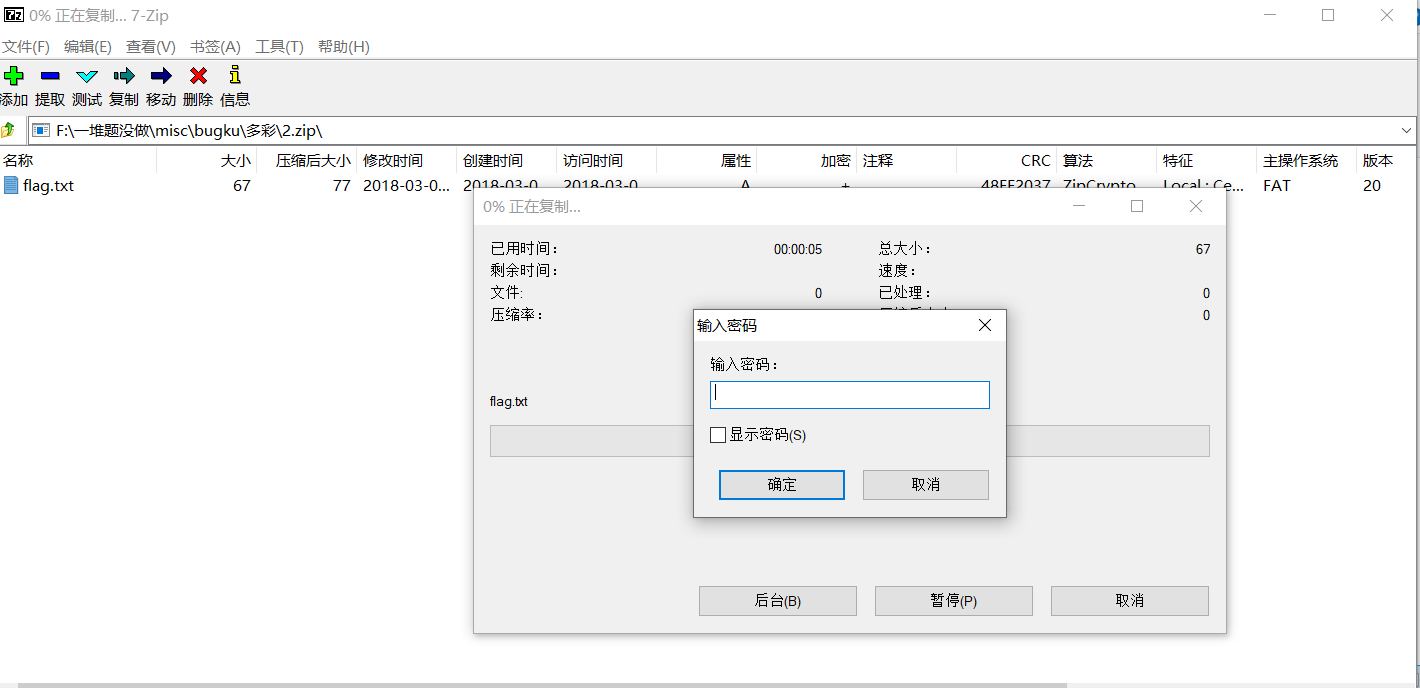 0% 正在复制... 7-Zip
文件(F) 编辑(E) 查看(V) 书签(A) 工具(T) 帮助(H)
添加 提取 测试 复制 移动 删除 信息
F:\一堆题没做\misc\bugku\多彩\2.zip\
名称 大小 压缩后大小 修改时间 创建时间 访问时间 属性 加密 注释 CRC 算法 特征 主操作系统 版本
flag.txt 67 77 2018-03-0... 2018-03-0 2018-03-0 A + 48FF2037 ZipCrypto Local : Ce... FAT 20
0% 正在复制...
已用时间： 00:00:05 总大小： 67
剩余时间： 速度：
文件: 0 已处理： 0
压缩率： 0
输入密码
输入密码：
flag.txt
显示密码(S)
确定 取消
后台(B) 暂停(P) 取消